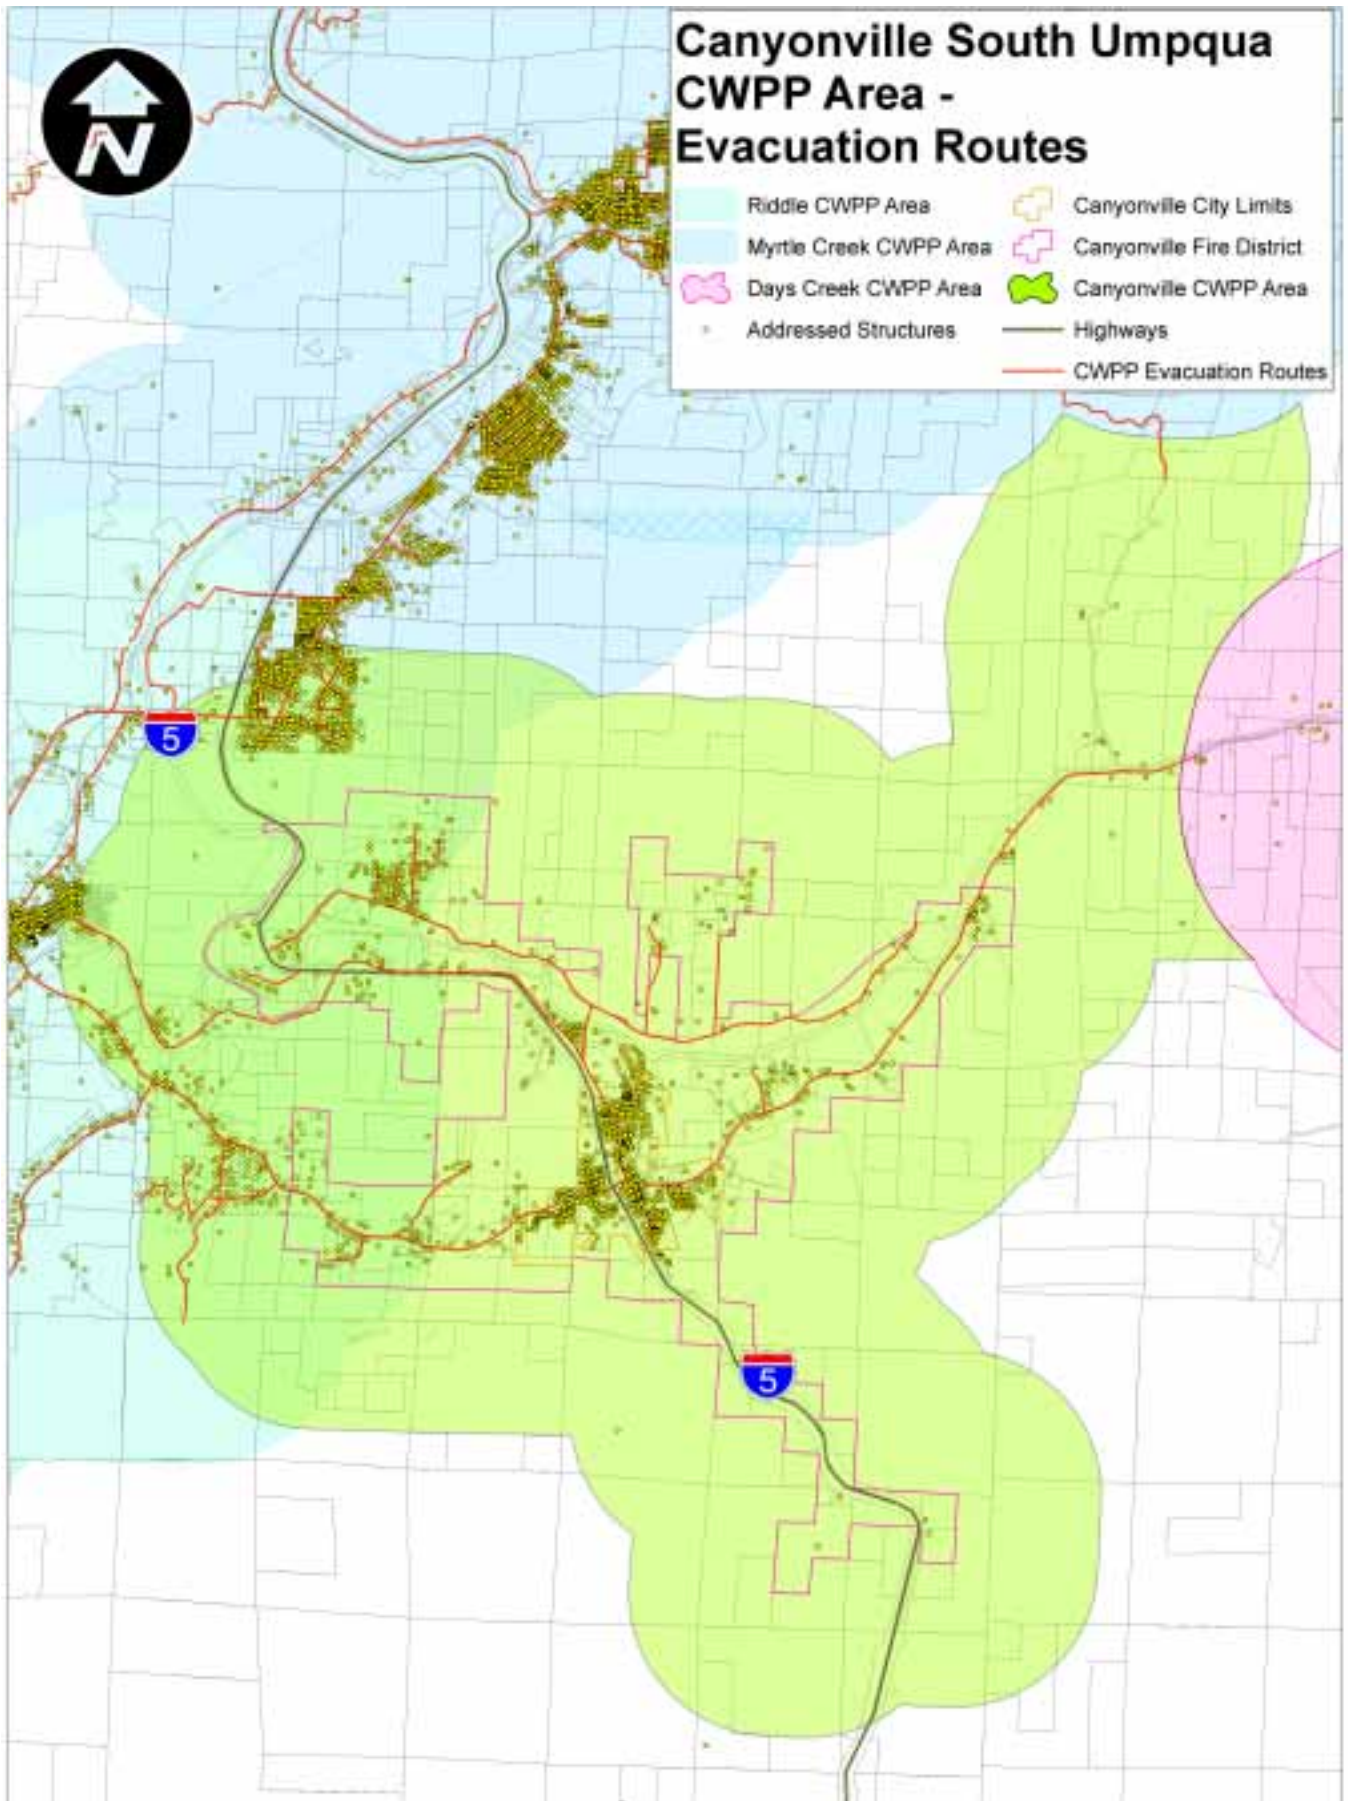 Canyonville South Umpqua
CWPP Area -
Evacuation Routes
N
Riddle CWPP Area
Canyonville City Limits
Myrtle Creek CWPP Area
Canyonville Fire District
Days Creek CWPP Area
Canyonville CWPP Area
Addressed Structures
Highways
CWPP Evacuation Routes
5
5